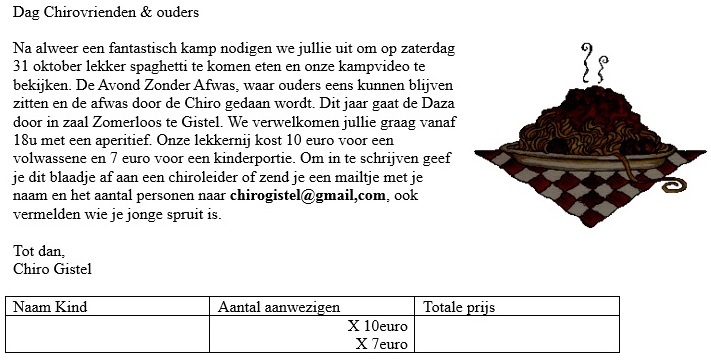 Dag Chirovrienden & ouders
Na alweer een fantastisch kamp nodigen we jullie uit om op zaterdag
31 oktober lekker spaghetti te komen eten en onze kampvideo te
bekijken. De Avond Zonder Afwas, waar ouders eens kunnen blijven
zitten en de afwas door de Chiro gedaan wordt. Dit jaar gaat de Daza
door in zaal Zomerloos te Gistel. We verwelkomen jullie graag vanaf
18u met een aperitief. Onze lekkernij kost 10 euro voor een
volwassene en 7 euro voor een kinderportie. Om in te schrijven geef
je dit blaadje af aan een chiroleider of zend je een mailtje met je
naam en het aantal personen naar chirogistel@gmail,com, ook
vermelden wie je jonge spruit is.
Tot dan,
Chiro Gistel
Naam Kind Aantal aanwezigen Totale prijs
X 10euro
X 7euro